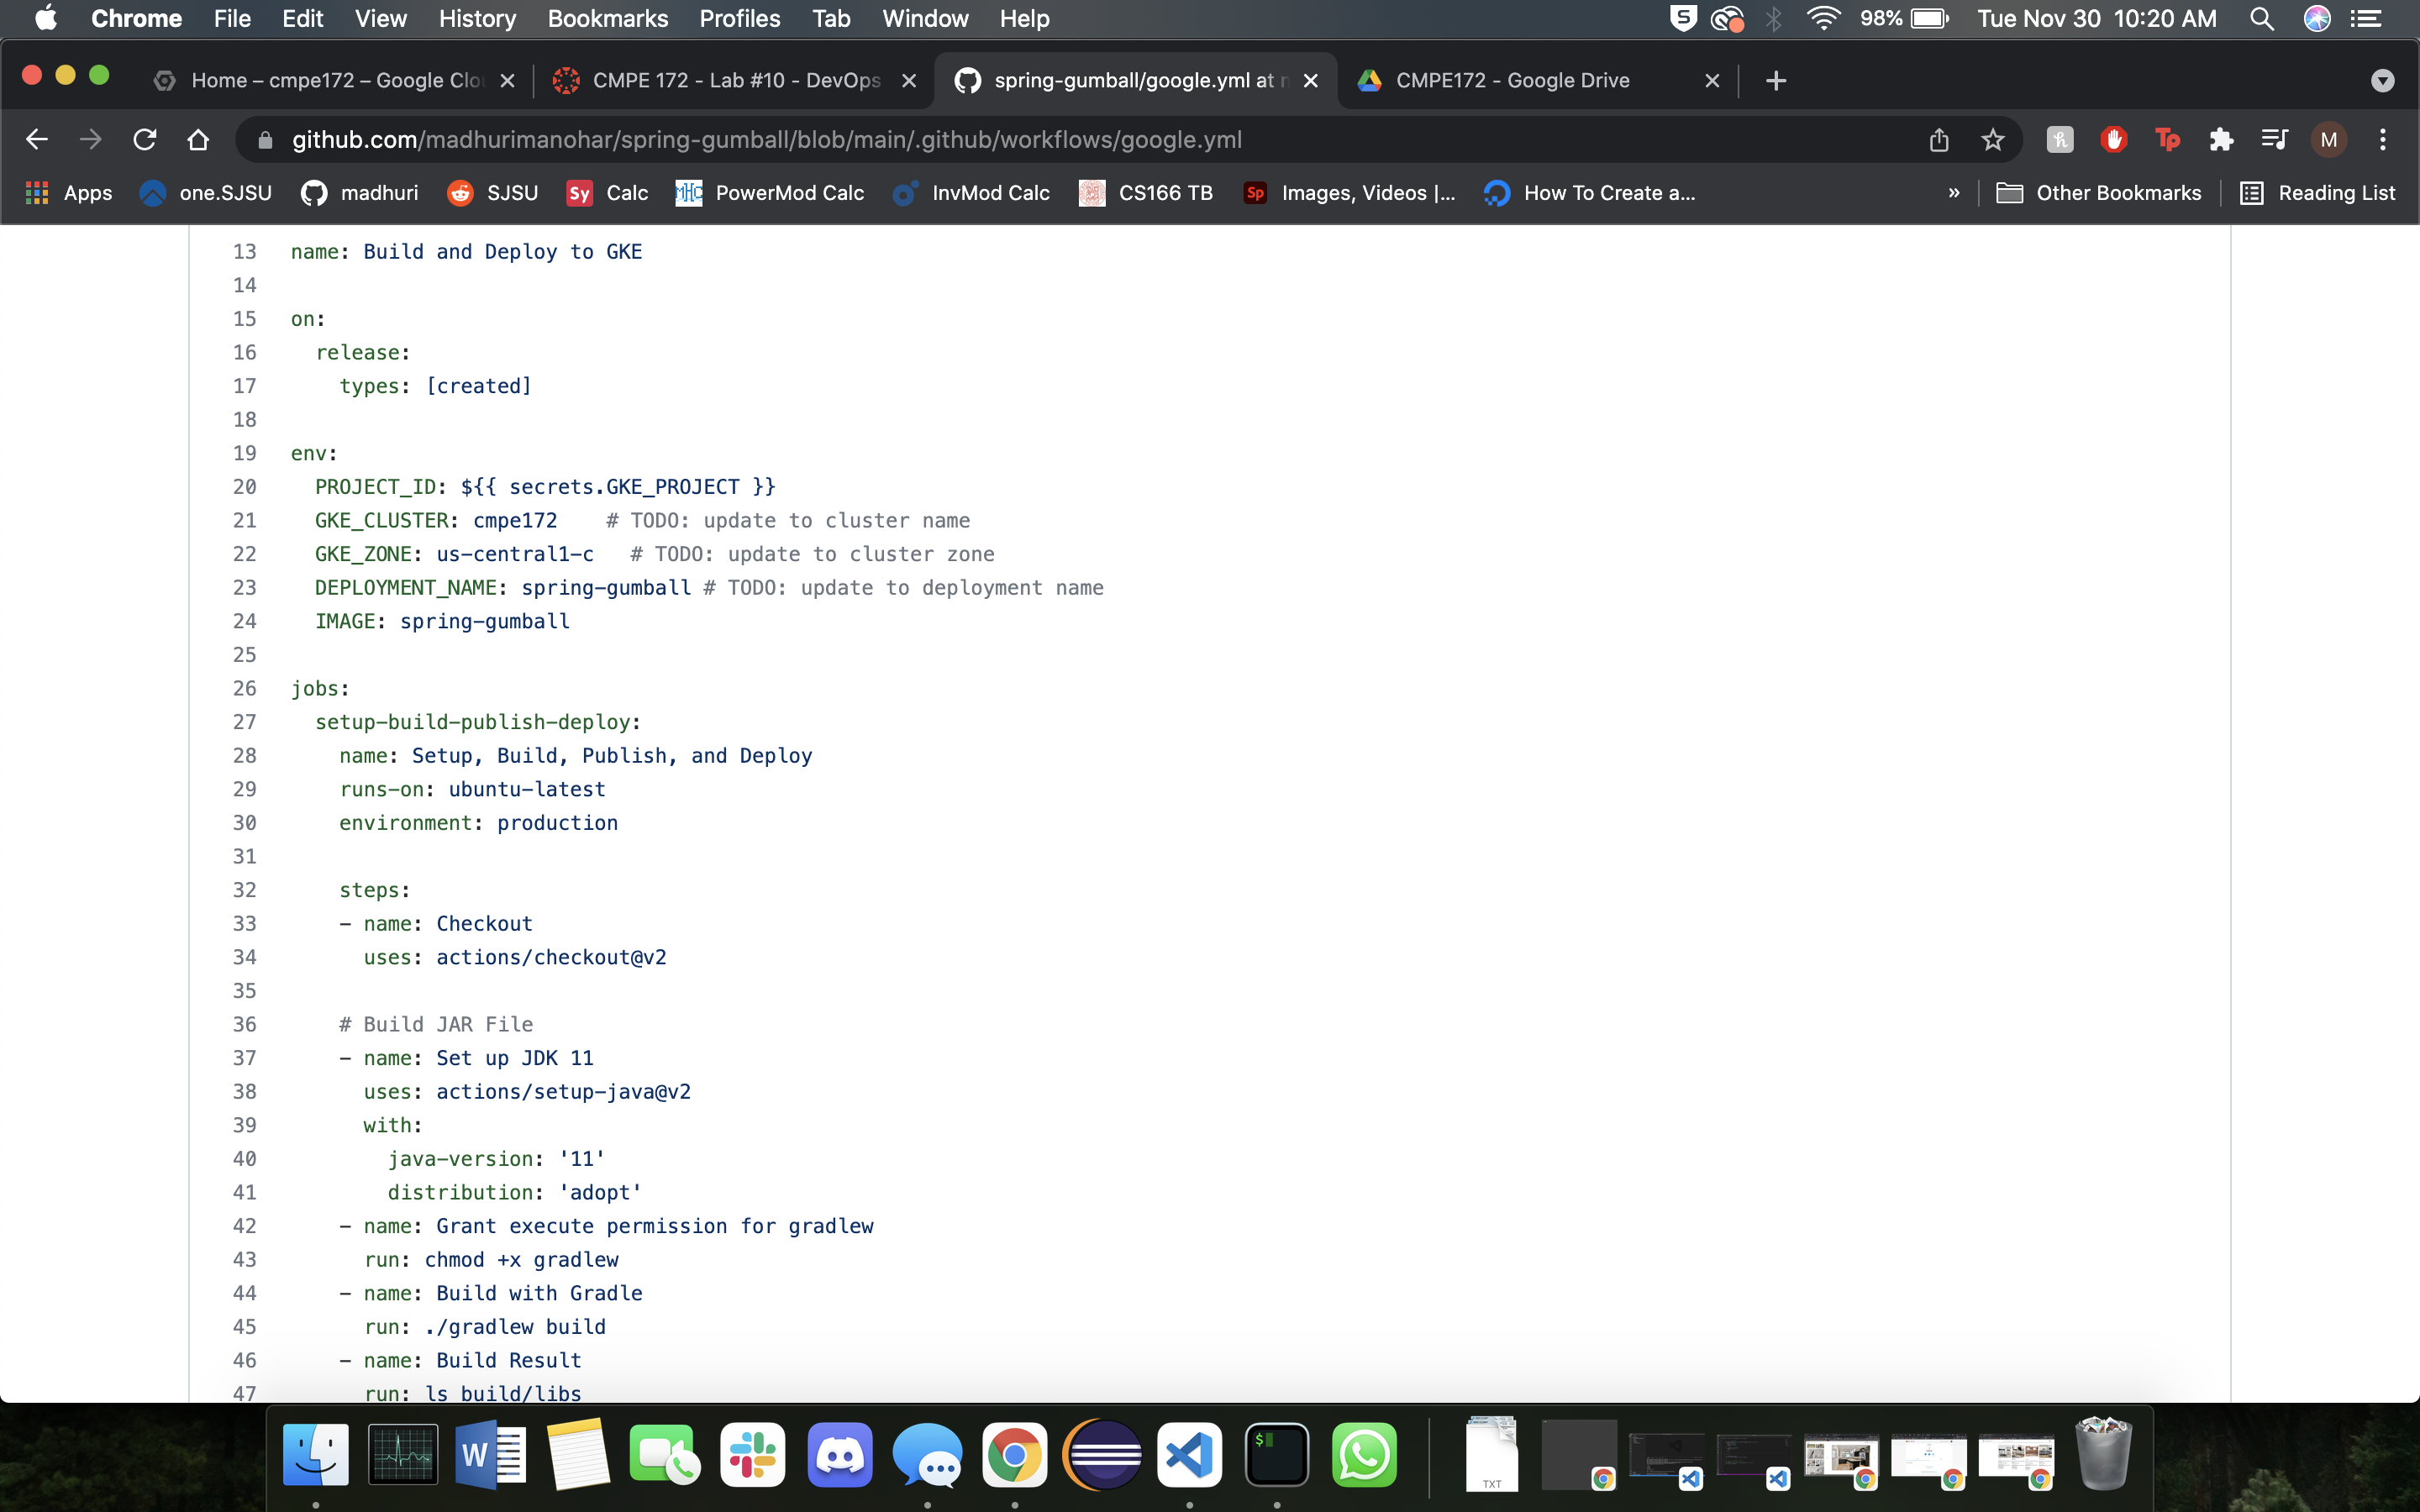 Chrome File Edit View History Bookmarks Profiles Tab Window Help 98% Tue Nov 30 10:20 AM
Home – cmpe172 – Google Clou CMPE 172 - Lab #10 - DevOps spring-gumball/google.yml at m CMPE172 - Google Drive
github.com/madhurimanohar/spring-gumball/blob/main/.github/workflows/google.yml Tp M
Apps one.SJSU madhuri SJSU Sy Calc MHC PowerMod Calc InvMod Calc CS166 TB Sp Images, Videos |... How To Create a... » Other Bookmarks Reading List
13 name: Build and Deploy to GKE
14
15 on:
16 release:
17 types: [created]
18
19 env:
20 PROJECT_ID: ${{ secrets.GKE_PROJECT }}
21 GKE_CLUSTER: cmpe172 # TODO: update to cluster name
22 GKE_ZONE: us-central1-c # TODO: update to cluster zone
23 DEPLOYMENT_NAME: spring-gumball # TODO: update to deployment name
24 IMAGE: spring-gumball
25
26 jobs:
27 setup-build-publish-deploy:
28 name: Setup, Build, Publish, and Deploy
29 runs-on: ubuntu-latest
30 environment: production
31
32 steps:
33 - name: Checkout
34 uses: actions/checkout@v2
35
36 # Build JAR File
37 - name: Set up JDK 11
38 uses: actions/setup-java@v2
39 with:
40 java-version: '11'
41 distribution: 'adopt'
42 - name: Grant execute permission for gradlew
43 run: chmod +x gradlew
44 - name: Build with Gradle
45 run: ./gradlew build
46 - name: Build Result
47 run: ls build/libs
W $ TXT